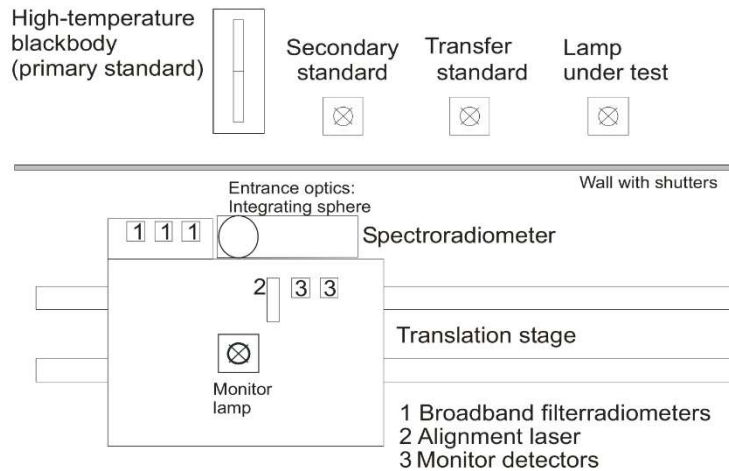 High-temperature
blackbody
(primary standard)
Secondary
standard
Transfer
standard
Lamp
under test
Wall with shutters
Entrance optics:
Integrating sphere
1 1 1
Spectroradiometer
2 3 3
Translation stage
Monitor
lamp
1 Broadband filterradiometers
2 Alignment laser
3 Monitor detectors